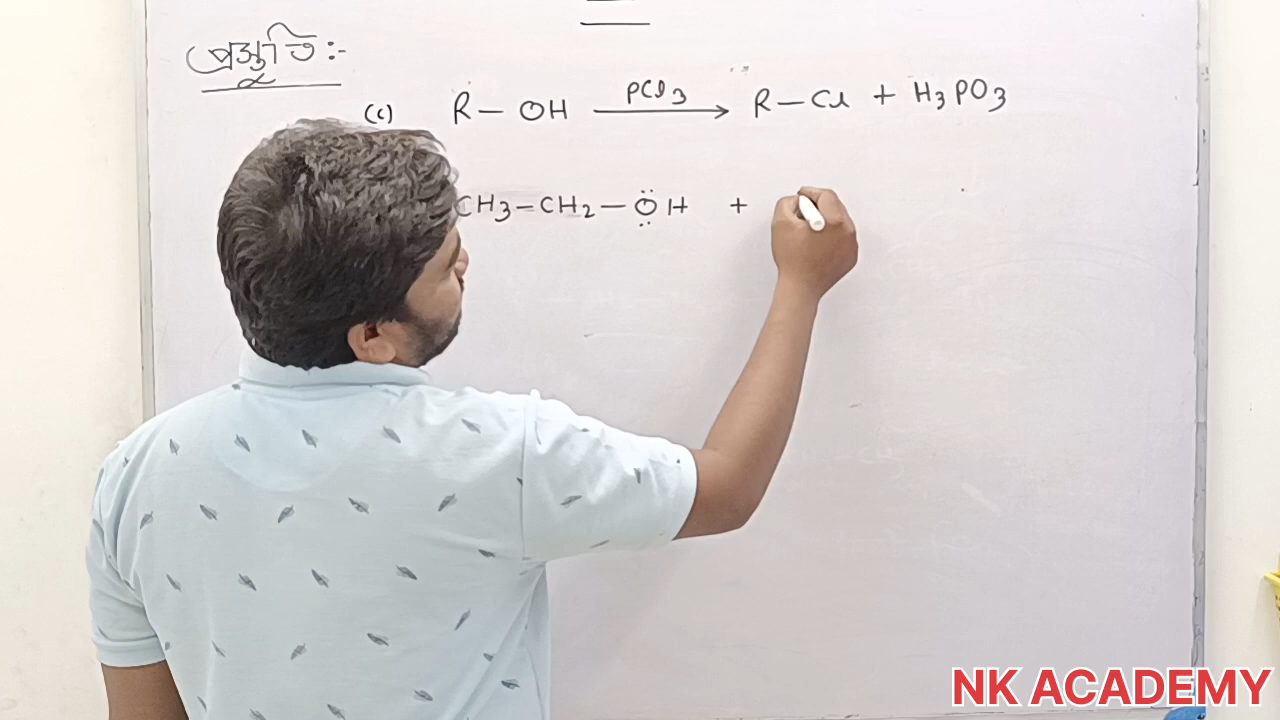 প্রস্তুতি :-
(c) R - OH —PCl3→ R - Cl + H3PO3
CH3 - CH2 - ÖH +
NK ACADEMY